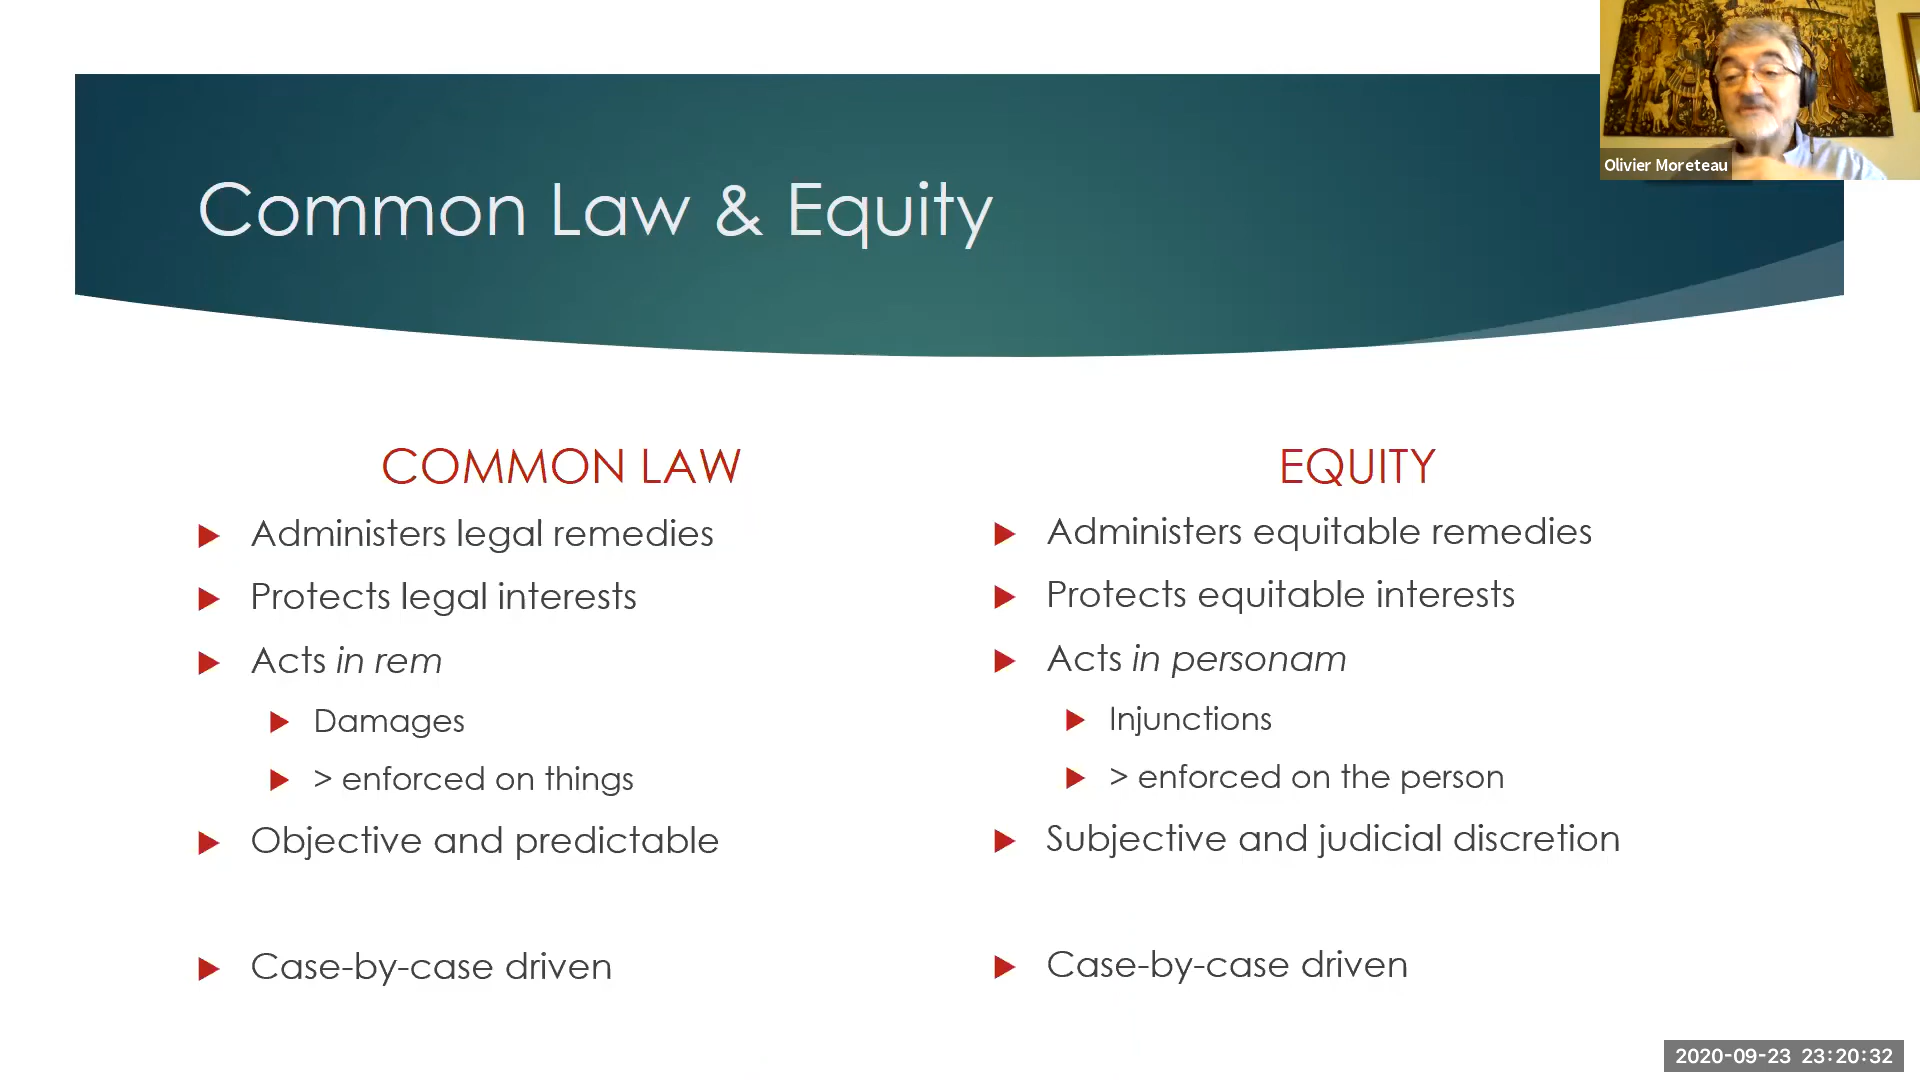 Olivier Moreteau
Common Law & Equity
COMMON LAW
Administers legal remedies
Protects legal interests
Acts in rem
Damages
> enforced on things
Objective and predictable
Case-by-case driven
EQUITY
Administers equitable remedies
Protects equitable interests
Acts in personam
Injunctions
> enforced on the person
Subjective and judicial discretion
Case-by-case driven
2020-09-23 23:20:32